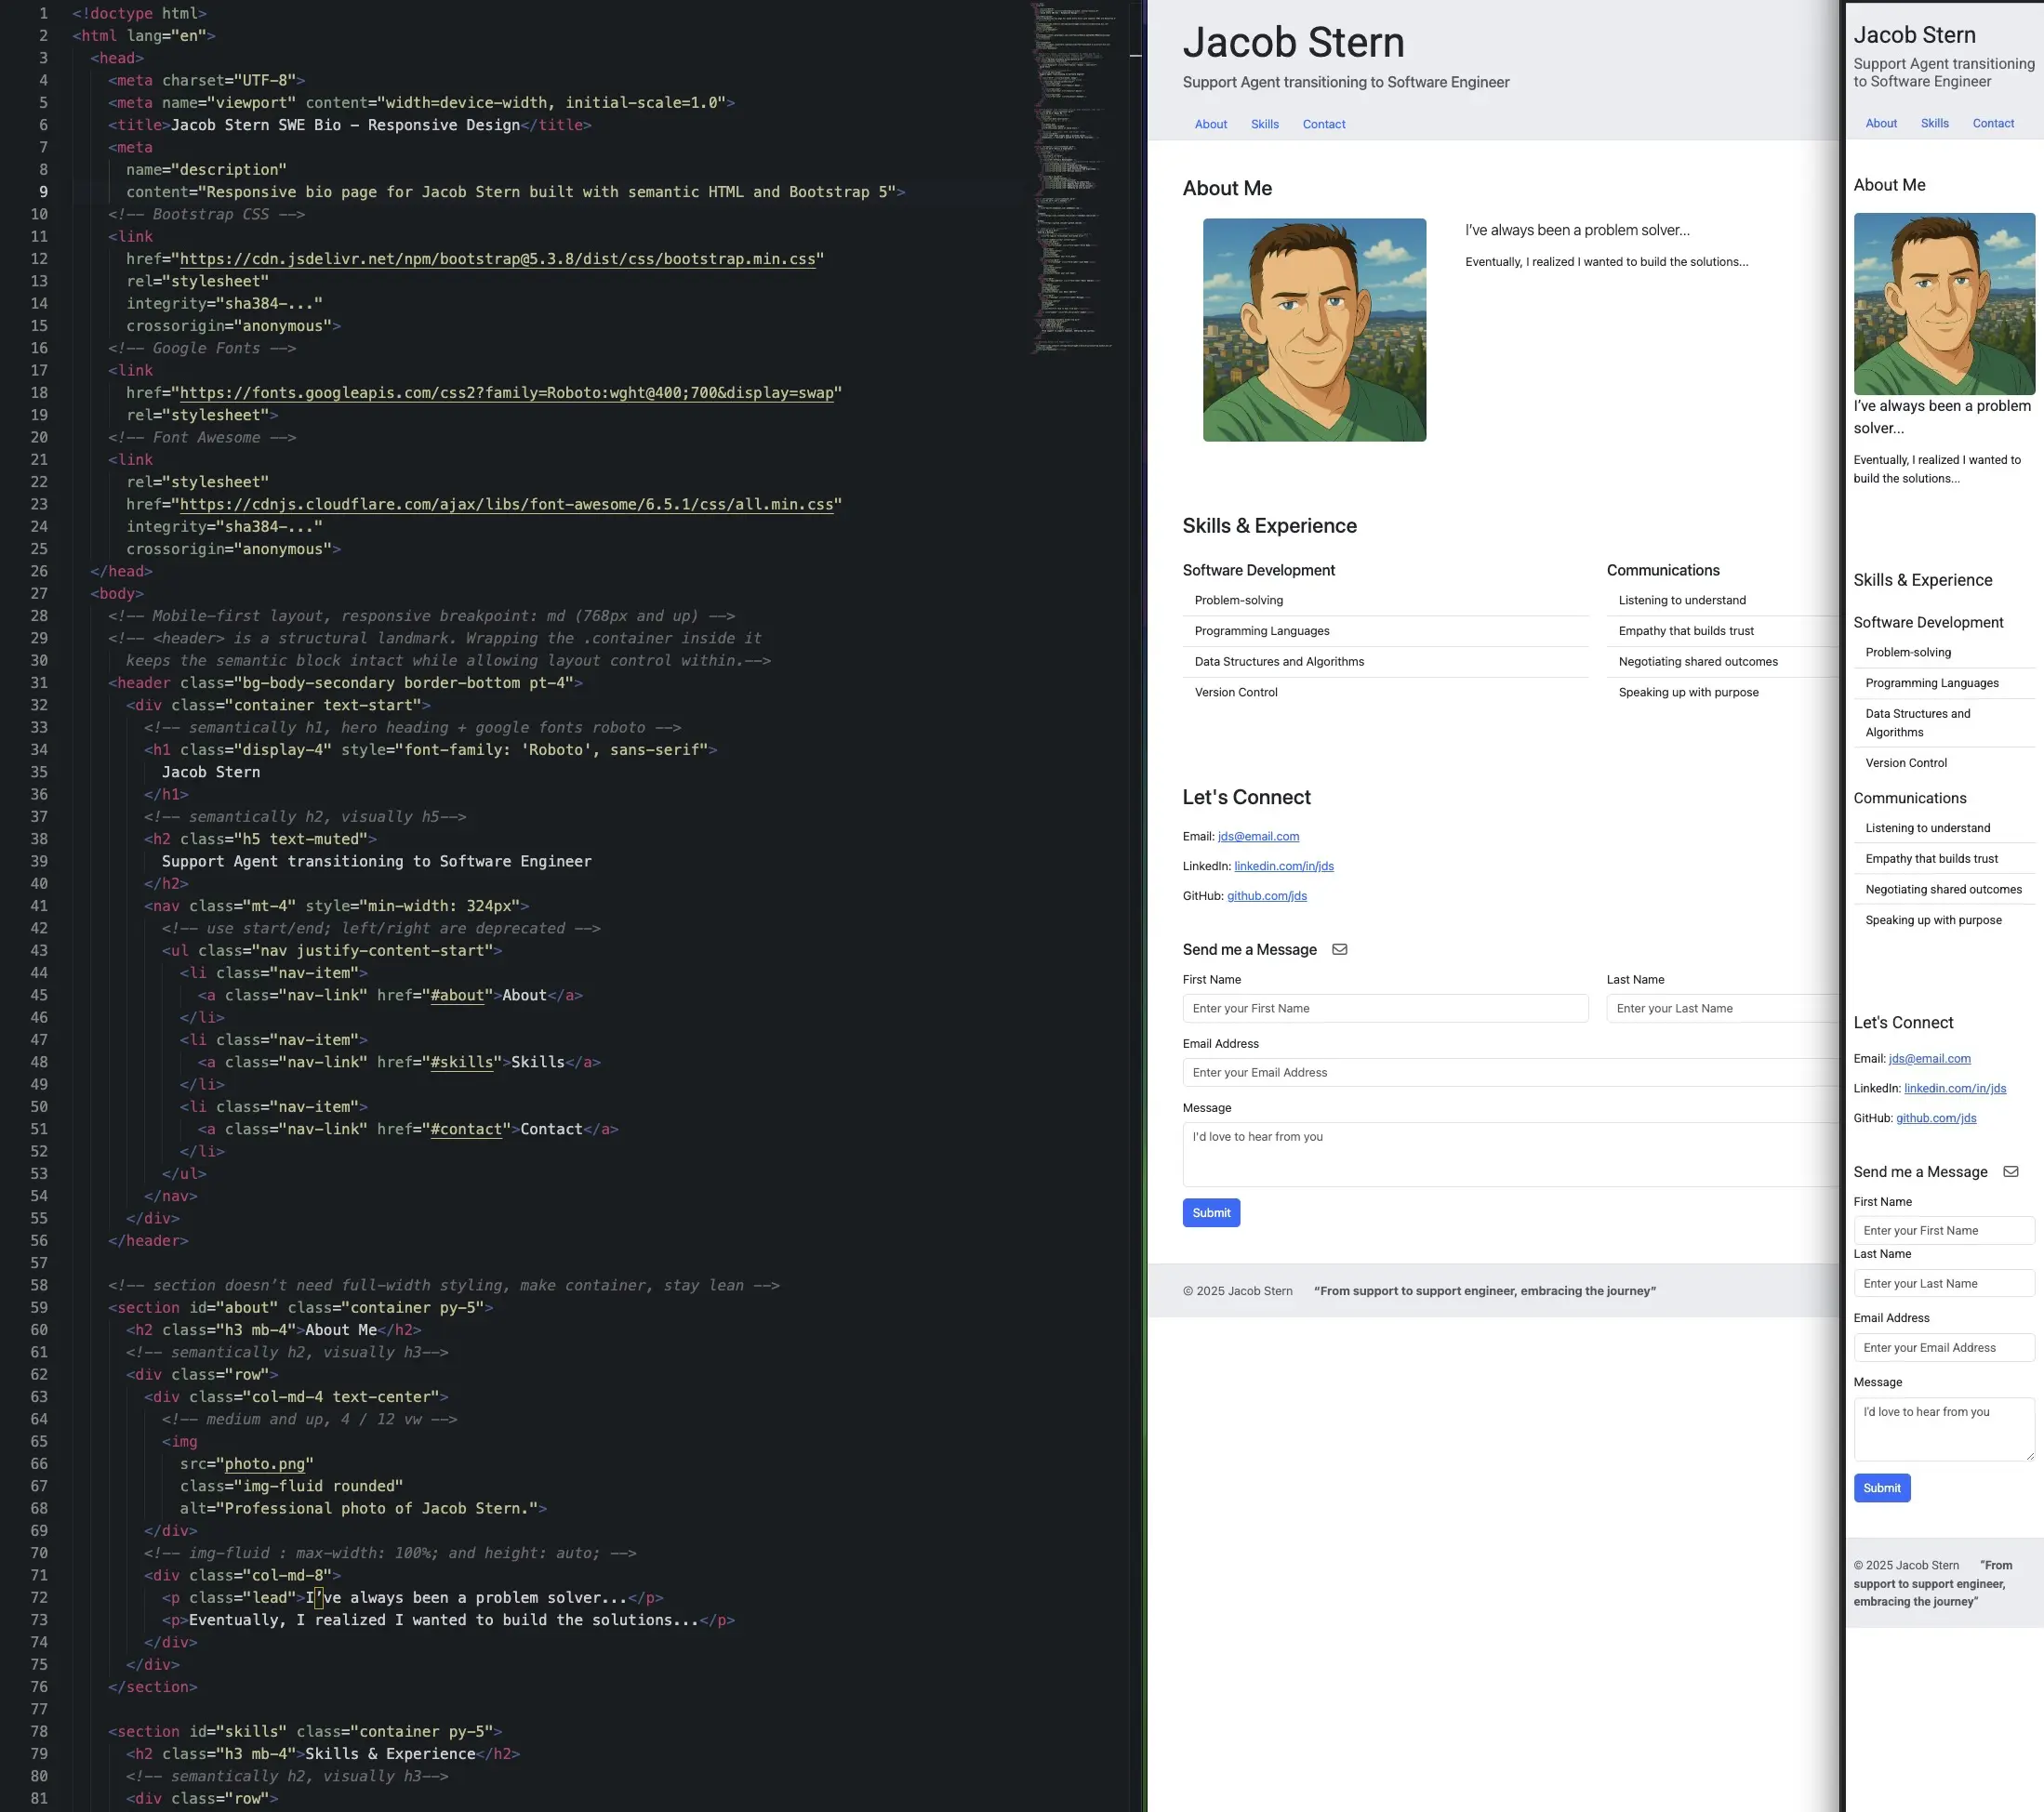 1 <!doctype html>
2 <html lang="en">
3 <head>
4 <meta charset="UTF-8">
5 <meta name="viewport" content="width=device-width, initial-scale=1.0">
6 <title>Jacob Stern SWE Bio - Responsive Design</title>
7 <meta
8 name="description"
9 content="Responsive bio page for Jacob Stern built with semantic HTML and Bootstrap 5">
10 <!-- Bootstrap CSS -->
11 <link
12 href="https://cdn.jsdelivr.net/npm/bootstrap@5.3.8/dist/css/bootstrap.min.css"
13 rel="stylesheet"
14 integrity="sha384-..."
15 crossorigin="anonymous">
16 <!-- Google Fonts -->
17 <link
18 href="https://fonts.googleapis.com/css2?family=Roboto:wght@400;700&display=swap"
19 rel="stylesheet">
20 <!-- Font Awesome -->
21 <link
22 rel="stylesheet"
23 href="https://cdnjs.cloudflare.com/ajax/libs/font-awesome/6.5.1/css/all.min.css"
24 integrity="sha384-..."
25 crossorigin="anonymous">
26 </head>
27 <body>
28 <!-- Mobile-first layout, responsive breakpoint: md (768px and up) -->
29 <!-- <header> is a structural landmark. Wrapping the .container inside it
30 keeps the semantic block intact while allowing layout control within.-->
31 <header class="bg-body-secondary border-bottom pt-4">
32 <div class="container text-start">
33 <!-- semantically h1, hero heading + google fonts roboto -->
34 <h1 class="display-4" style="font-family: 'Roboto', sans-serif">
35 Jacob Stern
36 </h1>
37 <!-- semantically h2, visually h5-->
38 <h2 class="h5 text-muted">
39 Support Agent transitioning to Software Engineer
40 </h2>
41 <nav class="mt-4" style="min-width: 324px">
42 <!-- use start/end; left/right are deprecated -->
43 <ul class="nav justify-content-start">
44 <li class="nav-item">
45 <a class="nav-link" href="#about">About</a>
46 </li>
47 <li class="nav-item">
48 <a class="nav-link" href="#skills">Skills</a>
49 </li>
50 <li class="nav-item">
51 <a class="nav-link" href="#contact">Contact</a>
52 </li>
53 </ul>
54 </nav>
55 </div>
56 </header>
57
58 <!-- section doesn’t need full-width styling, make container, stay lean -->
59 <section id="about" class="container py-5">
60 <h2 class="h3 mb-4">About Me</h2>
61 <!-- semantically h2, visually h3-->
62 <div class="row">
63 <div class="col-md-4 text-center">
64 <!-- medium and up, 4 / 12 vw -->
65 <img
66 src="photo.png"
67 class="img-fluid rounded"
68 alt="Professional photo of Jacob Stern.">
69 </div>
70 <!-- img-fluid : max-width: 100%; and height: auto; -->
71 <div class="col-md-8">
72 <p class="lead">I’ve always been a problem solver...</p>
73 <p>Eventually, I realized I wanted to build the solutions...</p>
74 </div>
75 </div>
76 </section>
77
78 <section id="skills" class="container py-5">
79 <h2 class="h3 mb-4">Skills & Experience</h2>
80 <!-- semantically h2, visually h3-->
81 <div class="row">
Jacob Stern
Support Agent transitioning to Software Engineer
About Skills Contact
About Me
I’ve always been a problem solver...
Eventually, I realized I wanted to build the solutions...
Skills & Experience
Software Development
Problem-solving
Programming Languages
Data Structures and Algorithms
Version Control
Communications
Listening to understand
Empathy that builds trust
Negotiating shared outcomes
Speaking up with purpose
Let's Connect
Email: jds@email.com
LinkedIn: linkedin.com/in/jds
GitHub: github.com/jds
Send me a Message
First Name
Enter your First Name
Last Name
Enter your Last Name
Email Address
Enter your Email Address
Message
I'd love to hear from you
Submit
© 2025 Jacob Stern “From support to support engineer, embracing the journey”
Jacob Stern
Support Agent transitioning
to Software Engineer
About Skills Contact
About Me
I’ve always been a problem
solver...
Eventually, I realized I wanted to
build the solutions...
Skills & Experience
Software Development
Problem-solving
Programming Languages
Data Structures and
Algorithms
Version Control
Communications
Listening to understand
Empathy that builds trust
Negotiating shared outcomes
Speaking up with purpose
Let's Connect
Email: jds@email.com
LinkedIn: linkedin.com/in/jds
GitHub: github.com/jds
Send me a Message
First Name
Enter your First Name
Last Name
Enter your Last Name
Email Address
Enter your Email Address
Message
I'd love to hear from you
Submit
© 2025 Jacob Stern “From
support to support engineer,
embracing the journey”